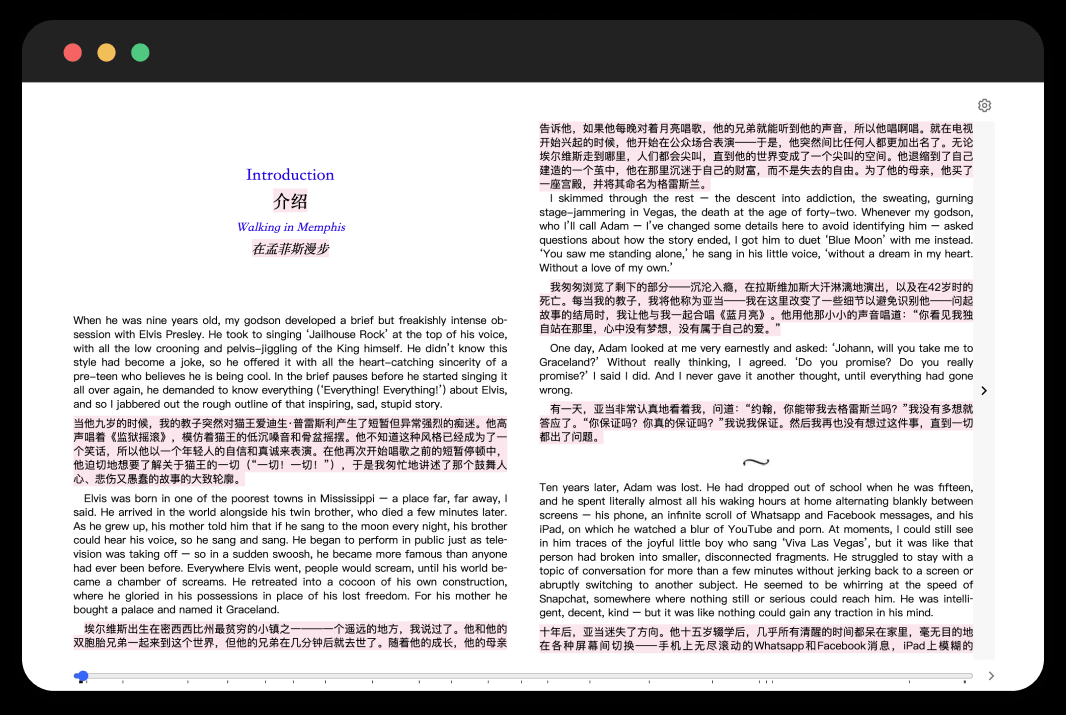 Introduction
介绍
Walking in Memphis
在孟菲斯漫步
When he was nine years old, my godson developed a brief but freakishly intense ob-
session with Elvis Presley. He took to singing ‘Jailhouse Rock’ at the top of his voice,
with all the low crooning and pelvis-jiggling of the King himself. He didn’t know this
style had become a joke, so he offered it with all the heart-catching sincerity of a
pre-teen who believes he is being cool. In the brief pauses before he started singing it
all over again, he demanded to know everything (‘Everything! Everything!’) about Elvis,
and so I jabbered out the rough outline of that inspiring, sad, stupid story.
当他九岁的时候，我的教子突然对猫王爱迪生·普雷斯利产生了短暂但异常强烈的痴迷。他高
声唱着《监狱摇滚》，模仿着猫王的低沉嗓音和骨盆摇摆。他不知道这种风格已经成为了一
个笑话，所以他以一个年轻人的自信和真诚来表演。在他再次开始唱歌之前的短暂停顿中，
他迫切地想要了解关于猫王的一切（“一切！一切！”），于是我匆忙地讲述了那个鼓舞人
心、悲伤又愚蠢的故事的大致轮廓。
Elvis was born in one of the poorest towns in Mississippi — a place far, far away, I
said. He arrived in the world alongside his twin brother, who died a few minutes later.
As he grew up, his mother told him that if he sang to the moon every night, his brother
could hear his voice, so he sang and sang. He began to perform in public just as tele-
vision was taking off — so in a sudden swoosh, he became more famous than anyone
had ever been before. Everywhere Elvis went, people would scream, until his world be-
came a chamber of screams. He retreated into a cocoon of his own construction,
where he gloried in his possessions in place of his lost freedom. For his mother he
bought a palace and named it Graceland.
埃尔维斯出生在密西西比州最贫穷的小镇之一———个遥远的地方，我说过了。他和他的
双胞胎兄弟一起来到这个世界，但他的兄弟在几分钟后就去世了。随着他的成长，他的母亲
告诉他，如果他每晚对着月亮唱歌，他的兄弟就能听到他的声音，所以他唱啊唱。就在电视
开始兴起的时候，他开始在公众场合表演——于是，他突然间比任何人都更加出名了。无论
埃尔维斯走到哪里，人们都会尖叫，直到他的世界变成了一个尖叫的空间。他退缩到了自己
建造的一个茧中，他在那里沉迷于自己的财富，而不是失去的自由。为了他的母亲，他买了
一座宫殿，并将其命名为格雷斯兰。
I skimmed through the rest — the descent into addiction, the sweating, gurning
stage-jammering in Vegas, the death at the age of forty-two. Whenever my godson,
who I’ll call Adam — I’ve changed some details here to avoid identifying him — asked
questions about how the story ended, I got him to duet ‘Blue Moon’ with me instead.
‘You saw me standing alone,’ he sang in his little voice, ‘without a dream in my heart.
Without a love of my own.’
我匆匆浏览了剩下的部分——沉沦入瘾，在拉斯维加斯大汗淋漓地演出，以及在42岁时的
死亡。每当我的教子，我将他称为亚当——我在这里改变了一些细节以避免识别他——问起
故事的结局时，我让他与我一起合唱《蓝月亮》。他用他那小小的声音唱道：“你看见我独
自站在那里，心中没有梦想，没有属于自己的爱。”
One day, Adam looked at me very earnestly and asked: ‘Johann, will you take me to
Graceland?’ Without really thinking, I agreed. ‘Do you promise? Do you really
promise?’ I said I did. And I never gave it another thought, until everything had gone
wrong.
有一天，亚当非常认真地看着我，问道：“约翰，你能带我去格雷斯兰吗？”我没有多想就
答应了。“你保证吗？你真的保证吗？”我说我保证。然后我再也没有想过这件事，直到一切
都出了问题。
Ten years later, Adam was lost. He had dropped out of school when he was fifteen,
and he spent literally almost all his waking hours at home alternating blankly between
screens — his phone, an infinite scroll of Whatsapp and Facebook messages, and his
iPad, on which he watched a blur of YouTube and porn. At moments, I could still see
in him traces of the joyful little boy who sang ‘Viva Las Vegas’, but it was like that
person had broken into smaller, disconnected fragments. He struggled to stay with a
topic of conversation for more than a few minutes without jerking back to a screen or
abruptly switching to another subject. He seemed to be whirring at the speed of
Snapchat, somewhere where nothing still or serious could reach him. He was intelli-
gent, decent, kind — but it was like nothing could gain any traction in his mind.
十年后，亚当迷失了方向。他十五岁辍学后，几乎所有清醒的时间都呆在家里，毫无目的地
在各种屏幕间切换——手机上无尽滚动的Whatsapp和Facebook消息，iPad上模糊的